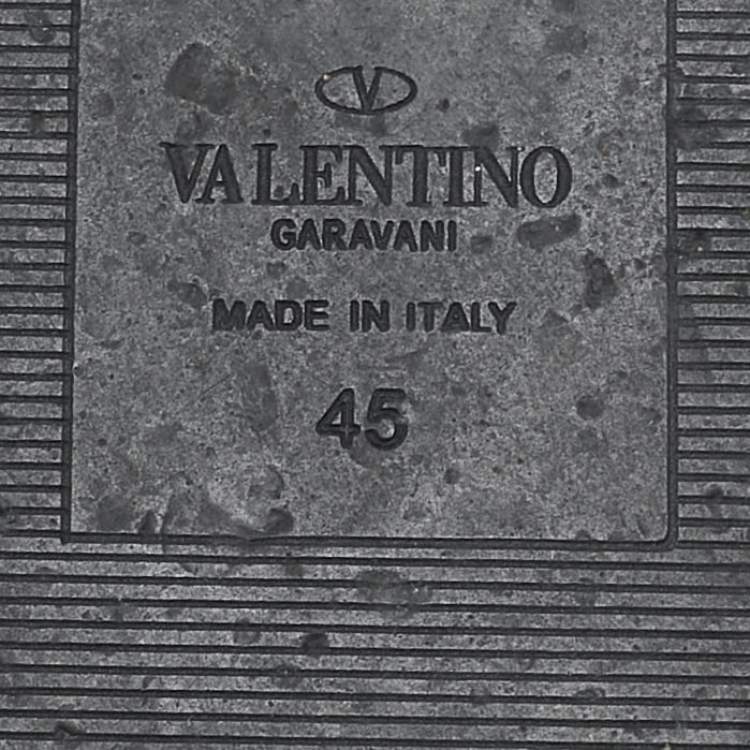 V
VALENTINO
GARAVANI
MADE IN ITALY
45